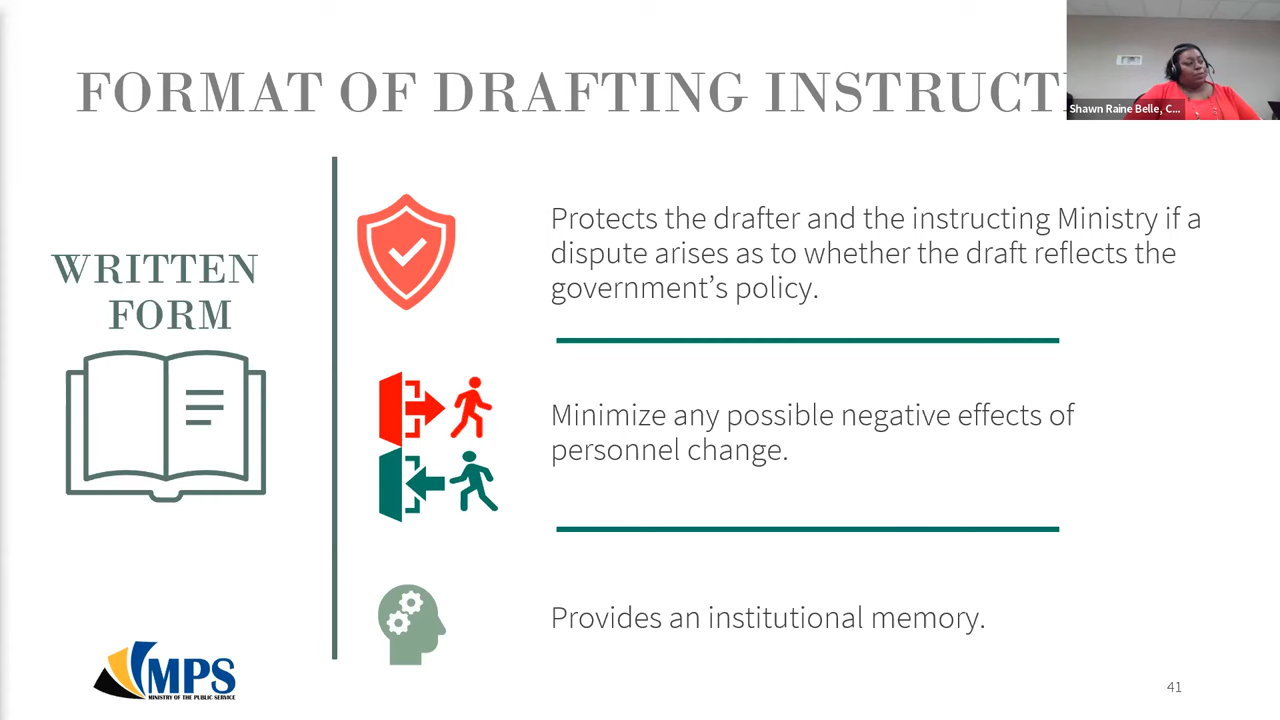 FORMAT OF DRAFTING INSTRUCT
Shawn Raine Belle, C...
WRITTEN
FORM
Protects the drafter and the instructing Ministry if a
dispute arises as to whether the draft reflects the
government’s policy.
Minimize any possible negative effects of
personnel change.
Provides an institutional memory.
MPS
MINISTRY OF THE PUBLIC SERVICE
41